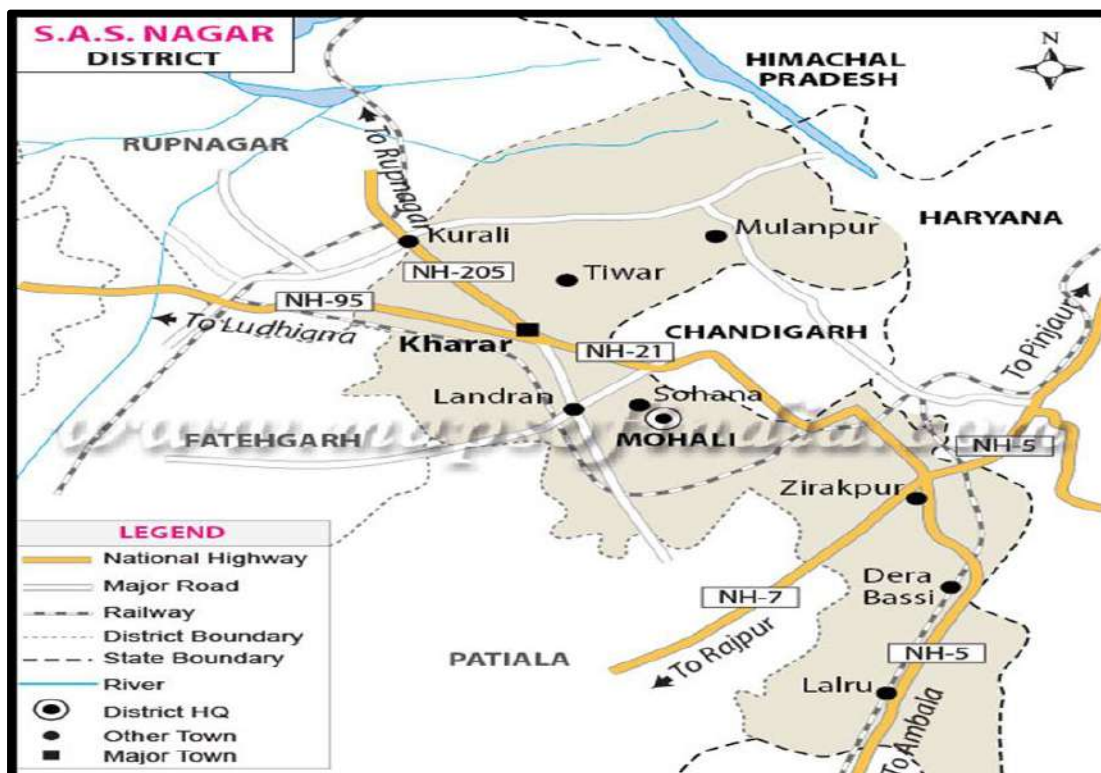 S.A.S. NAGAR
DISTRICT
N
HIMACHAL
PRADESH
RUPNAGAR
To Rupnagar
HARYANA
Kurali
Mulanpur
NH-205
Tiwar
NH-95
To Ludhiana
CHANDIGARH
To Pinjaur
Kharar
NH-21
Landran
Sohana
www.mapsofindia.com
FATEHGARH
MOHALI
NH-5
Zirakpur
LEGEND
National Highway
Major Road
Railway
District Boundary
State Boundary
River
District HQ
Other Town
Major Town
Dera
Bassi
NH-7
PATIALA
To Rajpur
NH-5
Lalru
To Ambala